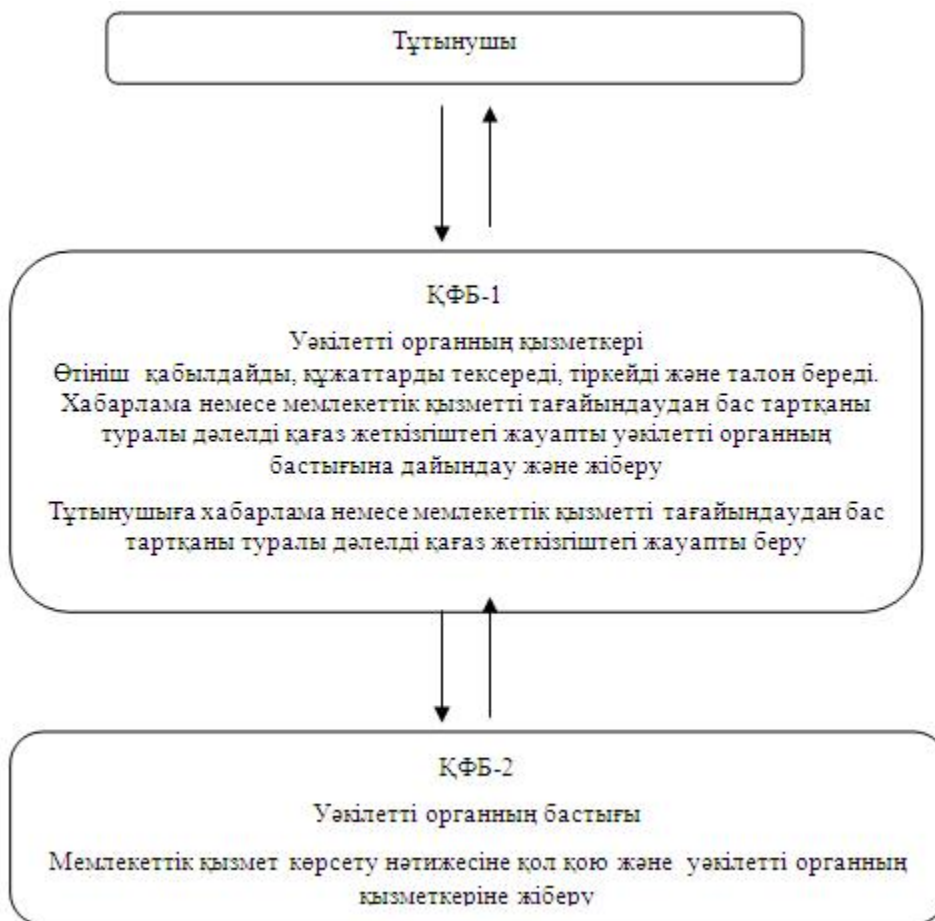 Тұтынушы
ҚФБ-1
Уәкілетті органның қызметкері
Өтініш қабылдайды, құжаттарды тексереді, тіркейді және талон береді.
Хабарлама немесе мемлекеттік қызметті тағайындаудан бас тартқаны
туралы дәлелді қағаз жеткізгіштегі жауапты уәкілетті органның
бастығына дайындау және жіберу
Тұтынушыға хабарлама немесе мемлекеттік қызметті тағайындаудан бас
тартқаны туралы дәлелді қағаз жеткізгіштегі жауапты беру
ҚФБ-2
Уәкілетті органның бастығы
Мемлекеттік қызмет көрсету нәтижесіне қол қою және уәкілетті органның
қызметкеріне жіберу